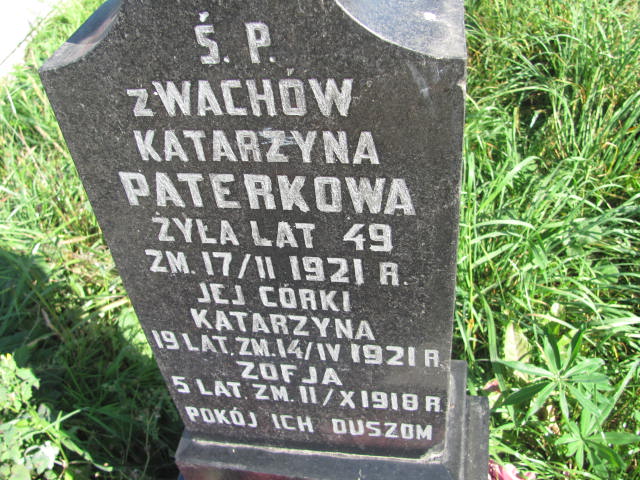 Ś. P.
z WACHÓW
KATARZYNA
PATERKOWA
ŻYŁA LAT 49
ZM. 17/II 1921 R.
JEJ CÓRKI
KATARZYNA
19 LAT. ZM. 14/IV 1921 R
ZOFJA
5 LAT. ZM. 11/X 1918 R
POKÓJ ICH DUSZOM